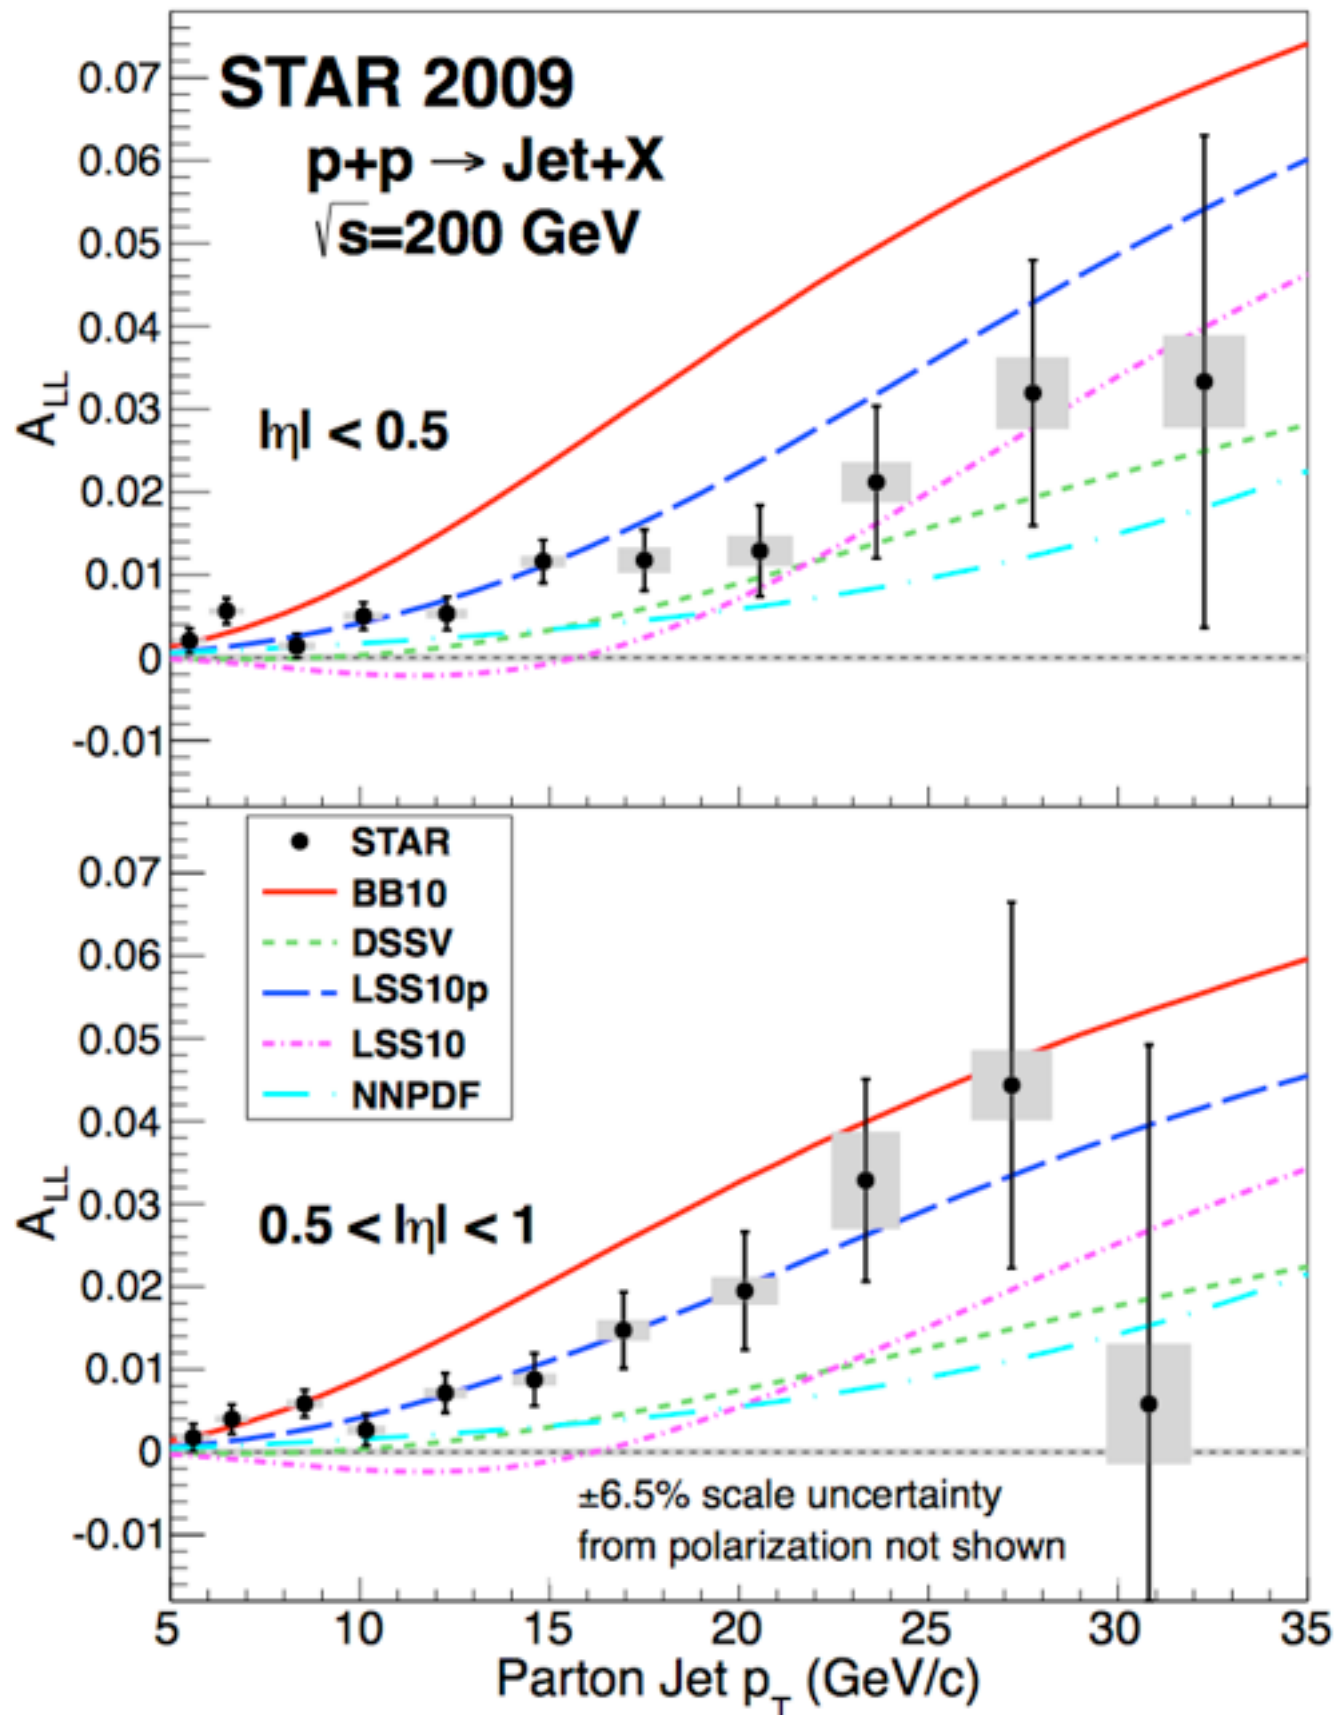 STAR 2009
p+p → Jet+X
√s=200 GeV
0.07
0.06
0.05
0.04
0.03
0.02
0.01
0
-0.01
A_LL
|η| < 0.5
STAR
BB10
DSSV
LSS10p
LSS10
NNPDF
0.07
0.06
0.05
0.04
0.03
0.02
0.01
0
-0.01
A_LL
0.5 < |η| < 1
±6.5% scale uncertainty
from polarization not shown
5 10 15 20 25 30 35
Parton Jet p_T (GeV/c)